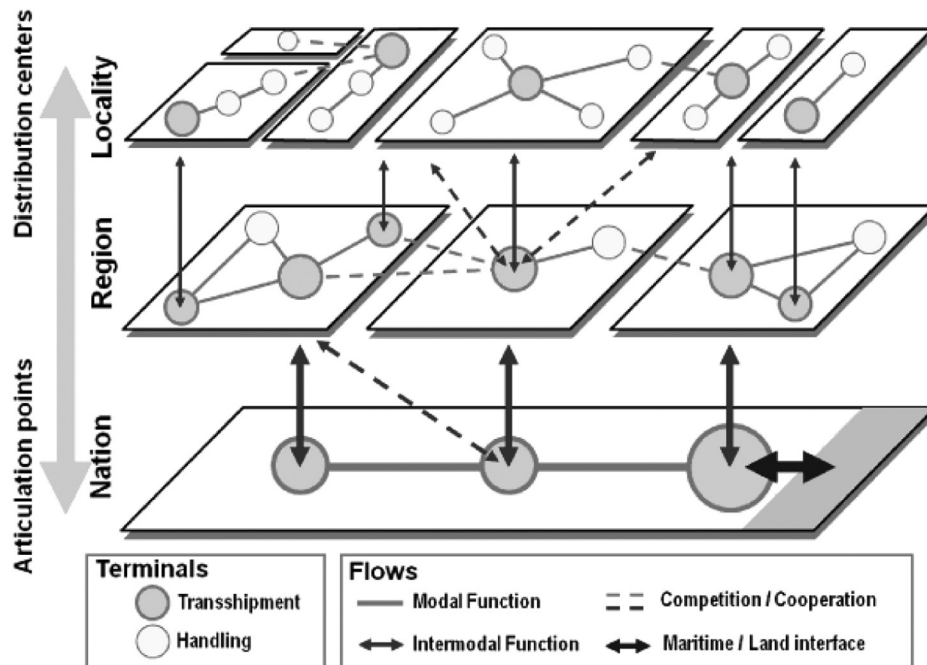 Distribution centers
Locality
Region
Articulation points
Nation
Terminals
Transshipment
Handling
Flows
Modal Function
Competition / Cooperation
Intermodal Function
Maritime / Land interface